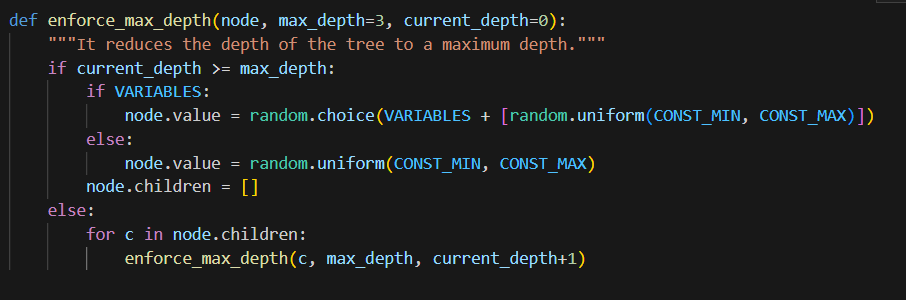 def enforce_max_depth(node, max_depth=3, current_depth=0):
    """It reduces the depth of the tree to a maximum depth."""
    if current_depth >= max_depth:
        if VARIABLES:
            node.value = random.choice(VARIABLES + [random.uniform(CONST_MIN, CONST_MAX)])
        else:
            node.value = random.uniform(CONST_MIN, CONST_MAX)
        node.children = []
    else:
        for c in node.children:
            enforce_max_depth(c, max_depth, current_depth+1)